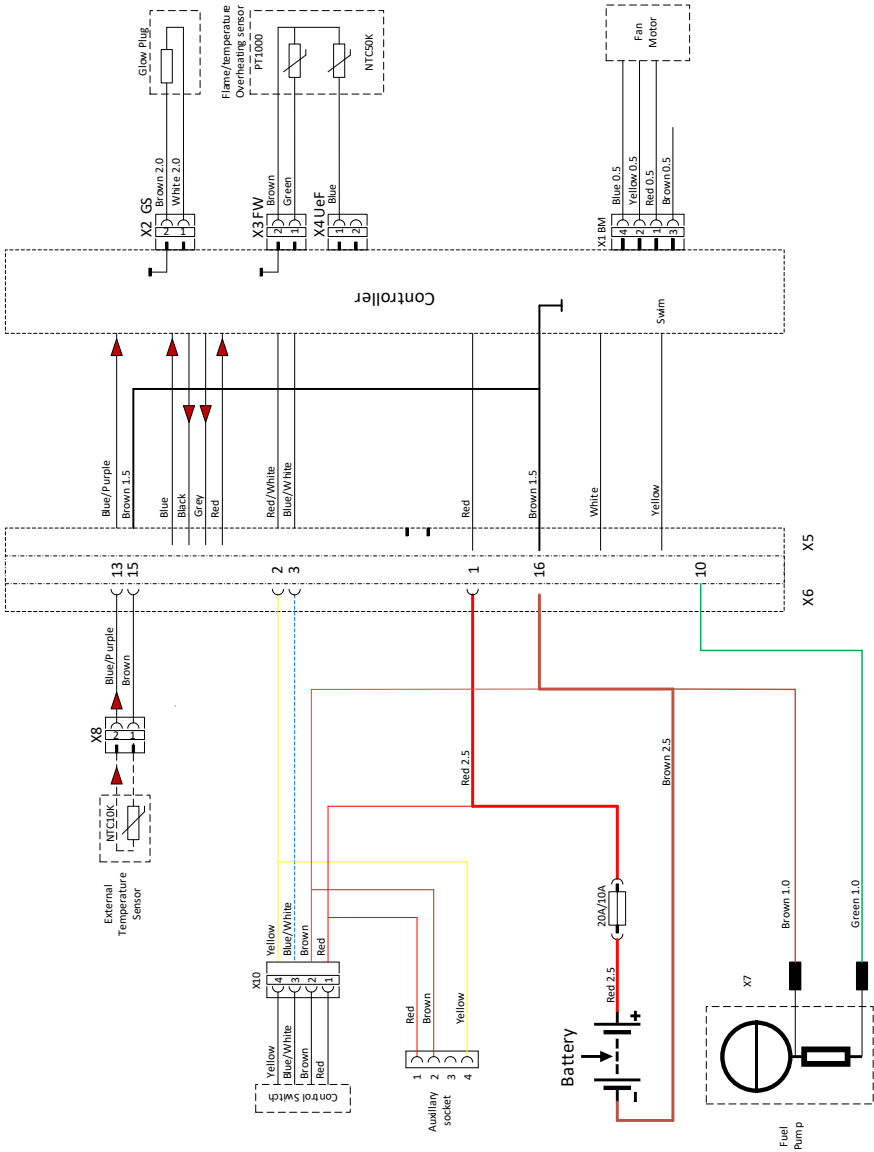 Glow Plug
Brown 2.0
White 2.0
X2 GS
2
1
Flame/temperature
Overheating sensor
PT1000
NTC50K
Brown
Green
Blue
X3 FW
2
1
X4 UeF
1
2
Fan
Motor
Blue 0.5
Yellow 0.5
Red 0.5
Brown 0.5
X1 BM
4
2
1
3
Controller
Swim
Blue/Purple
Brown 1.5
Blue
Black
Grey
Red
Red/White
Blue/White
Red
Brown 1.5
White
Yellow
X5
13
15
2
3
1
16
10
X6
Blue/Purple
Brown
X8
2
1
NTC10K
External
Temperature
Sensor
Red 2.5
Brown 2.5
20A/10A
Red 2.5
Battery
+
-
Yellow
Blue/White
Brown
Red
X10
4
3
2
1
Yellow
Blue/White
Brown
Red
Control Switch
Red
Brown
Yellow
1
2
3
4
Auxillary
socket
Brown 1.0
Green 1.0
X7
Fuel
Pump